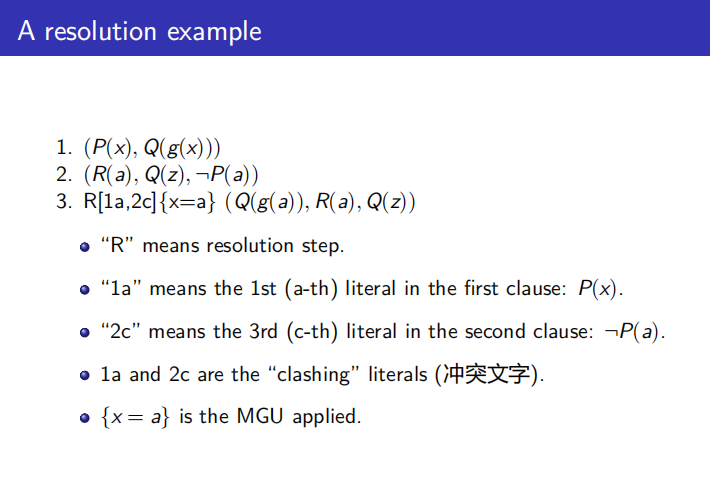 A resolution example
1. (P(x), Q(g(x)))
2. (R(a), Q(z), ¬P(a))
3. R[1a,2c]{x=a} (Q(g(a)), R(a), Q(z))
“R” means resolution step.
“1a” means the 1st (a-th) literal in the first clause: P(x).
“2c” means the 3rd (c-th) literal in the second clause: ¬P(a).
1a and 2c are the “clashing” literals (冲突文字).
{x = a} is the MGU applied.